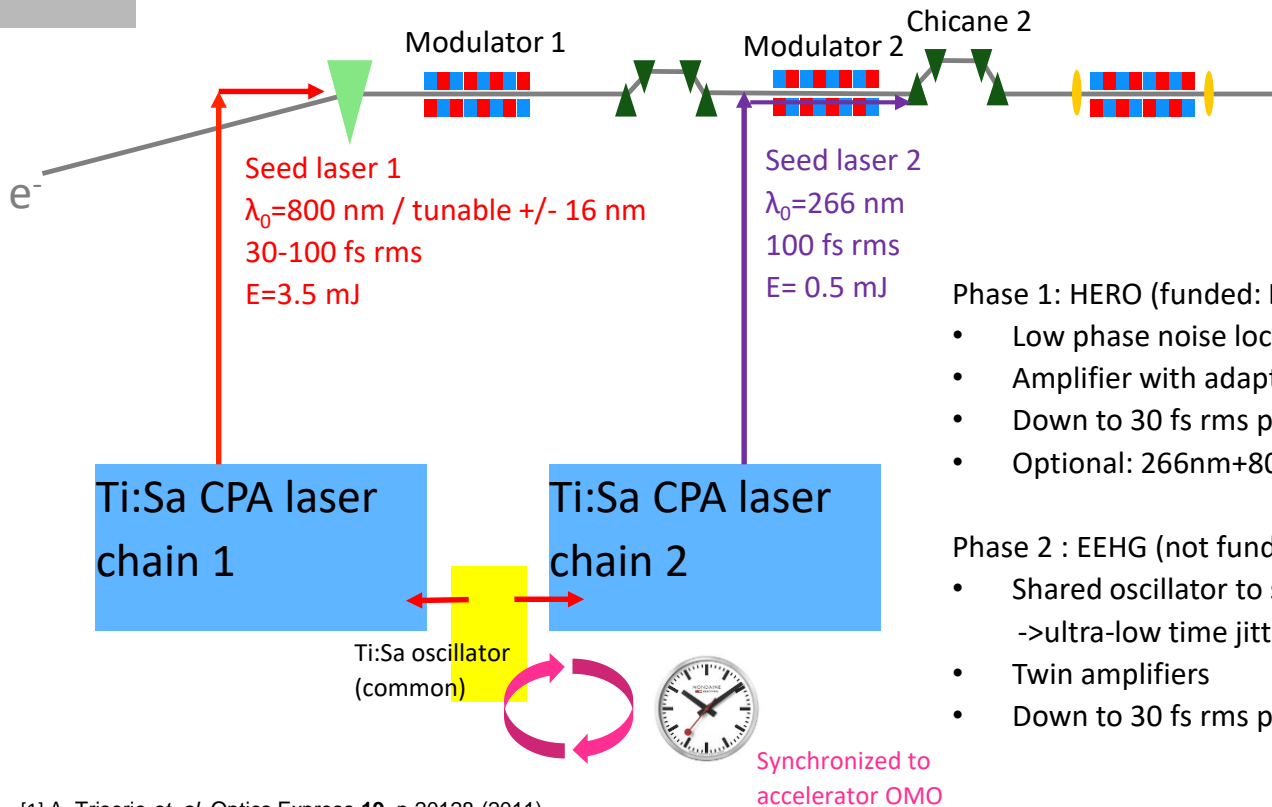 Chicane 2
Modulator 1
Modulator 2
e-
Seed laser 1
λ0=800 nm / tunable +/- 16 nm
30-100 fs rms
E=3.5 mJ
Seed laser 2
λ0=266 nm
100 fs rms
E= 0.5 mJ
Phase 1: HERO (funded:
• Low phase noise loc
• Amplifier with adapt
• Down to 30 fs rms p
• Optional: 266nm+80
Ti:Sa CPA laser
chain 1
Ti:Sa CPA laser
chain 2
Phase 2 : EEHG (not fund
• Shared oscillator to
->ultra-low time jitt
• Twin amplifiers
• Down to 30 fs rms p
Ti:Sa oscillator
(common)
Synchronized to
accelerator OMO